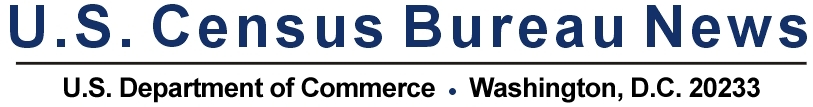 U.S. Census Bureau News
U.S. Department of Commerce • Washington, D.C. 20233